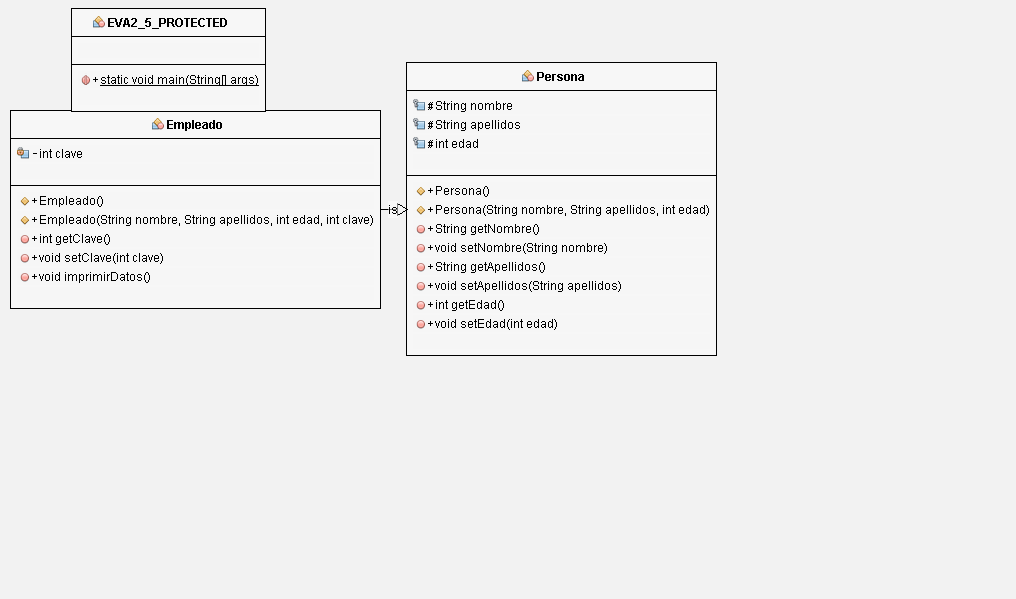 EVA2_5_PROTECTED
+ static void main(String[] args)
Empleado
- int clave
+ Empleado()
+ Empleado(String nombre, String apellidos, int edad, int clave)
+ int getClave()
+ void setClave(int clave)
+ void imprimirDatos()
is
Persona
# String nombre
# String apellidos
# int edad
+ Persona()
+ Persona(String nombre, String apellidos, int edad)
+ String getNombre()
+ void setNombre(String nombre)
+ String getApellidos()
+ void setApellidos(String apellidos)
+ int getEdad()
+ void setEdad(int edad)